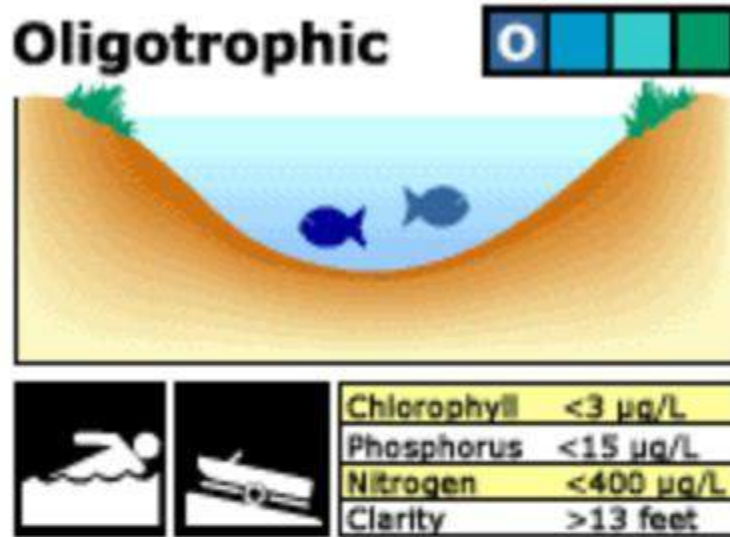 Oligotrophic
O
Chlorophyll <3 µg/L
Phosphorus <15 µg/L
Nitrogen <400 µg/L
Clarity >13 feet